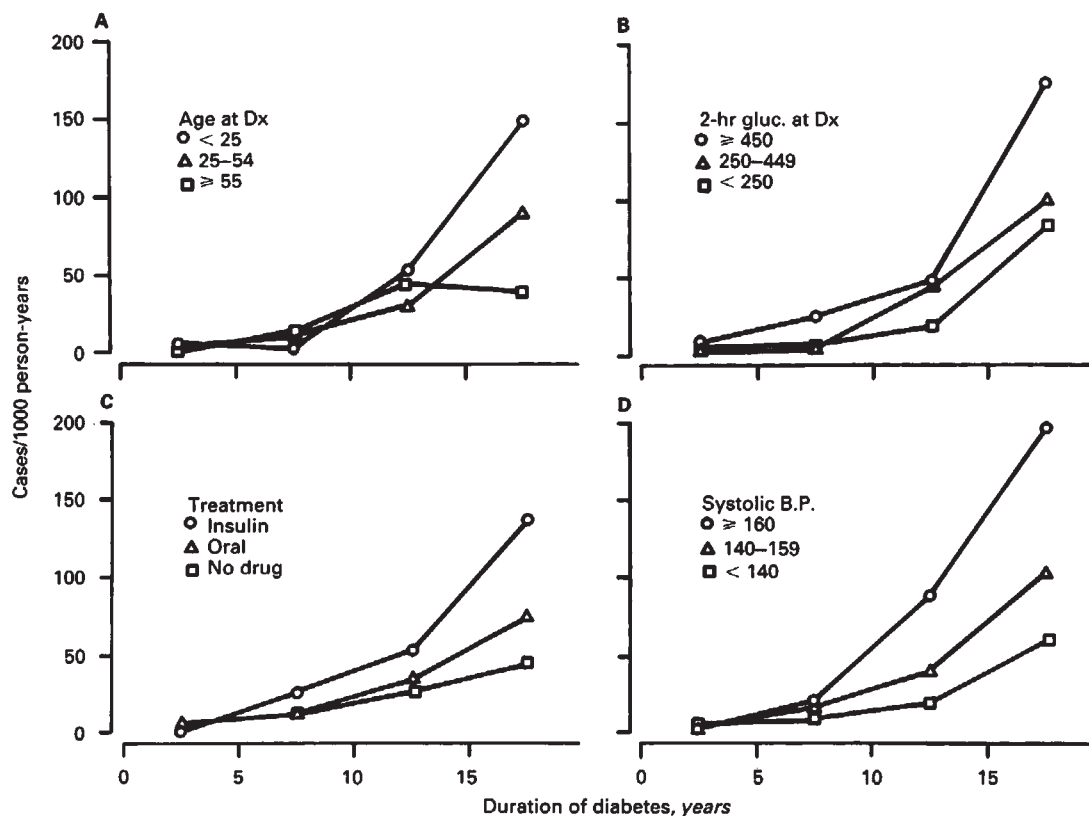 A
200
150
100
50
0
Age at Dx
< 25
25–54
⩾ 55
B
2-hr gluc. at Dx
⩾ 450
250–449
< 250
Cases/1000 person-years
C
200
150
100
50
0
Treatment
Insulin
Oral
No drug
0 5 10 15
D
Systolic B.P.
⩾ 160
140–159
< 140
0 5 10 15
Duration of diabetes, years